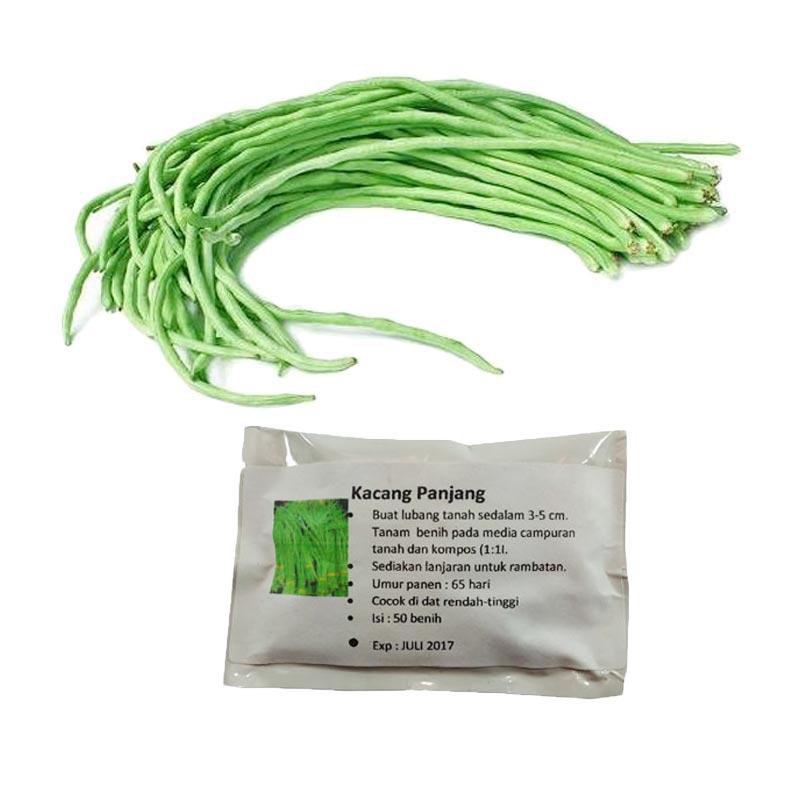 Kacang Panjang
• Buat lubang tanah sedalam 3-5 cm.
Tanam benih pada media campuran
tanah dan kompos (1:1l.
• Sediakan lanjaran untuk rambatan.
• Umur panen : 65 hari
• Cocok di dat rendah-tinggi
• Isi : 50 benih
• Exp : JULI 2017